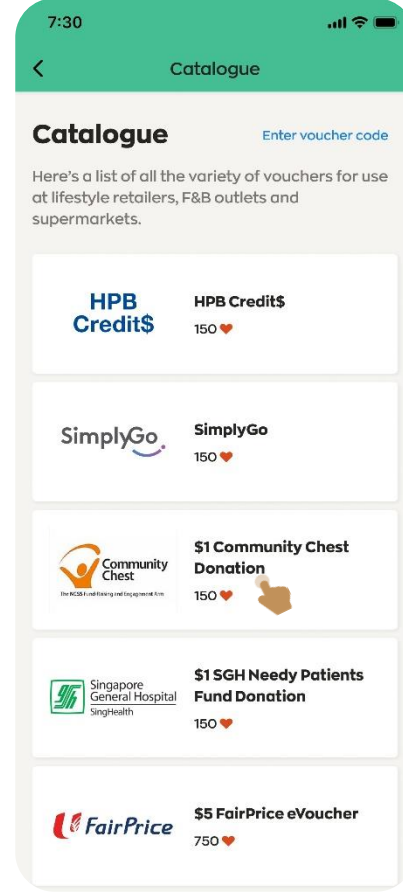 7:30
Catalogue
Catalogue
Enter voucher code
Here's a list of all the variety of vouchers for use
at lifestyle retailers, F&B outlets and
supermarkets.
HPB
Credit$
HPB Credit$
150
SimplyGo
SimplyGo
150
Community
Chest
The NCSS Fund-Raising and Engagement Arm
$1 Community Chest
Donation
150
Singapore
General Hospital
SingHealth
$1 SGH Needy Patients
Fund Donation
150
FairPrice
$5 FairPrice eVoucher
750